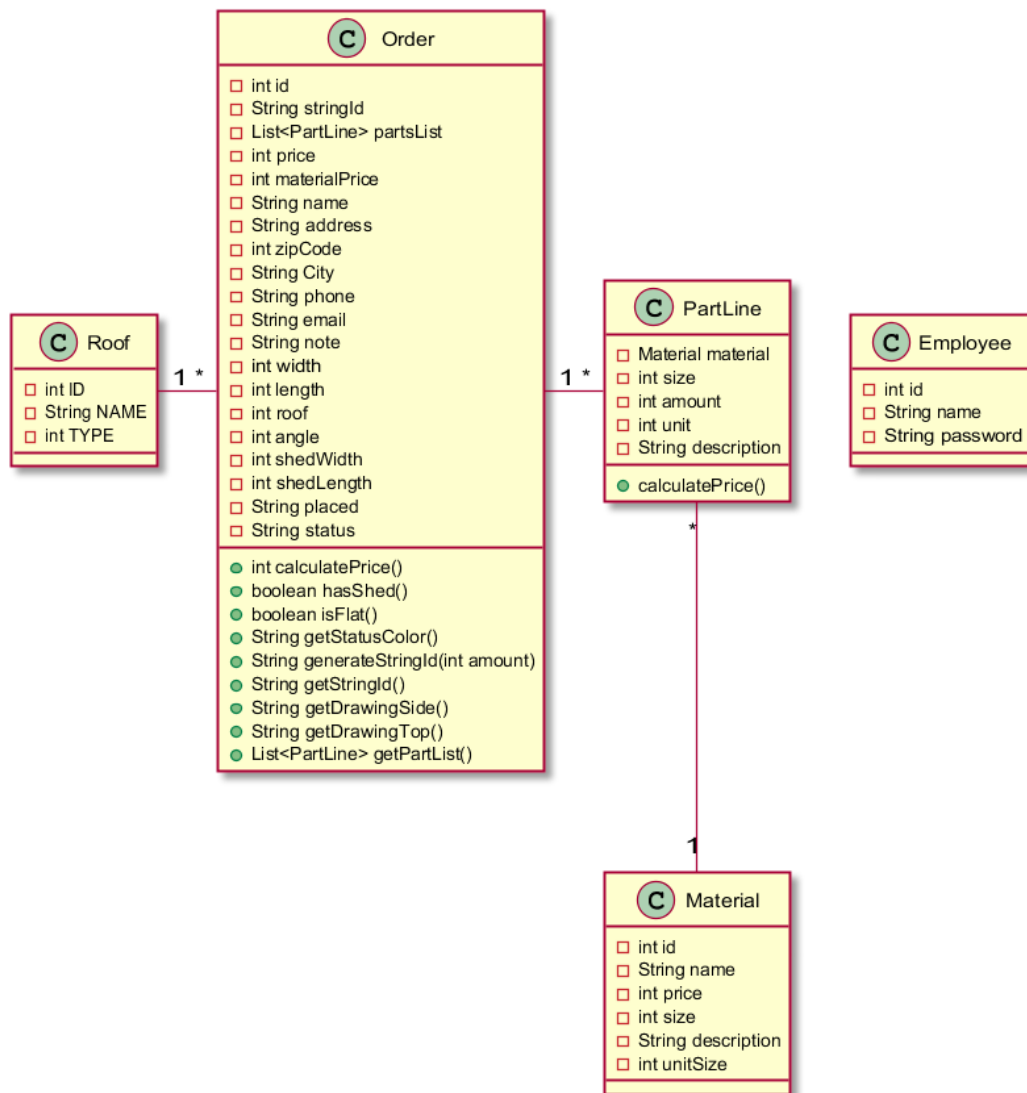 C Roof
int ID
String NAME
int TYPE
1 *
C Order
int id
String stringId
List<PartLine> partsList
int price
int materialPrice
String name
String address
int zipCode
String City
String phone
String email
String note
int width
int length
int roof
int angle
int shedWidth
int shedLength
String placed
String status
int calculatePrice()
boolean hasShed()
boolean isFlat()
String getStatusColor()
String generateStringId(int amount)
String getStringId()
String getDrawingSide()
String getDrawingTop()
List<PartLine> getPartList()
1 *
C PartLine
Material material
int size
int amount
int unit
String description
calculatePrice()
*
1
C Employee
int id
String name
String password
C Material
int id
String name
int price
int size
String description
int unitSize